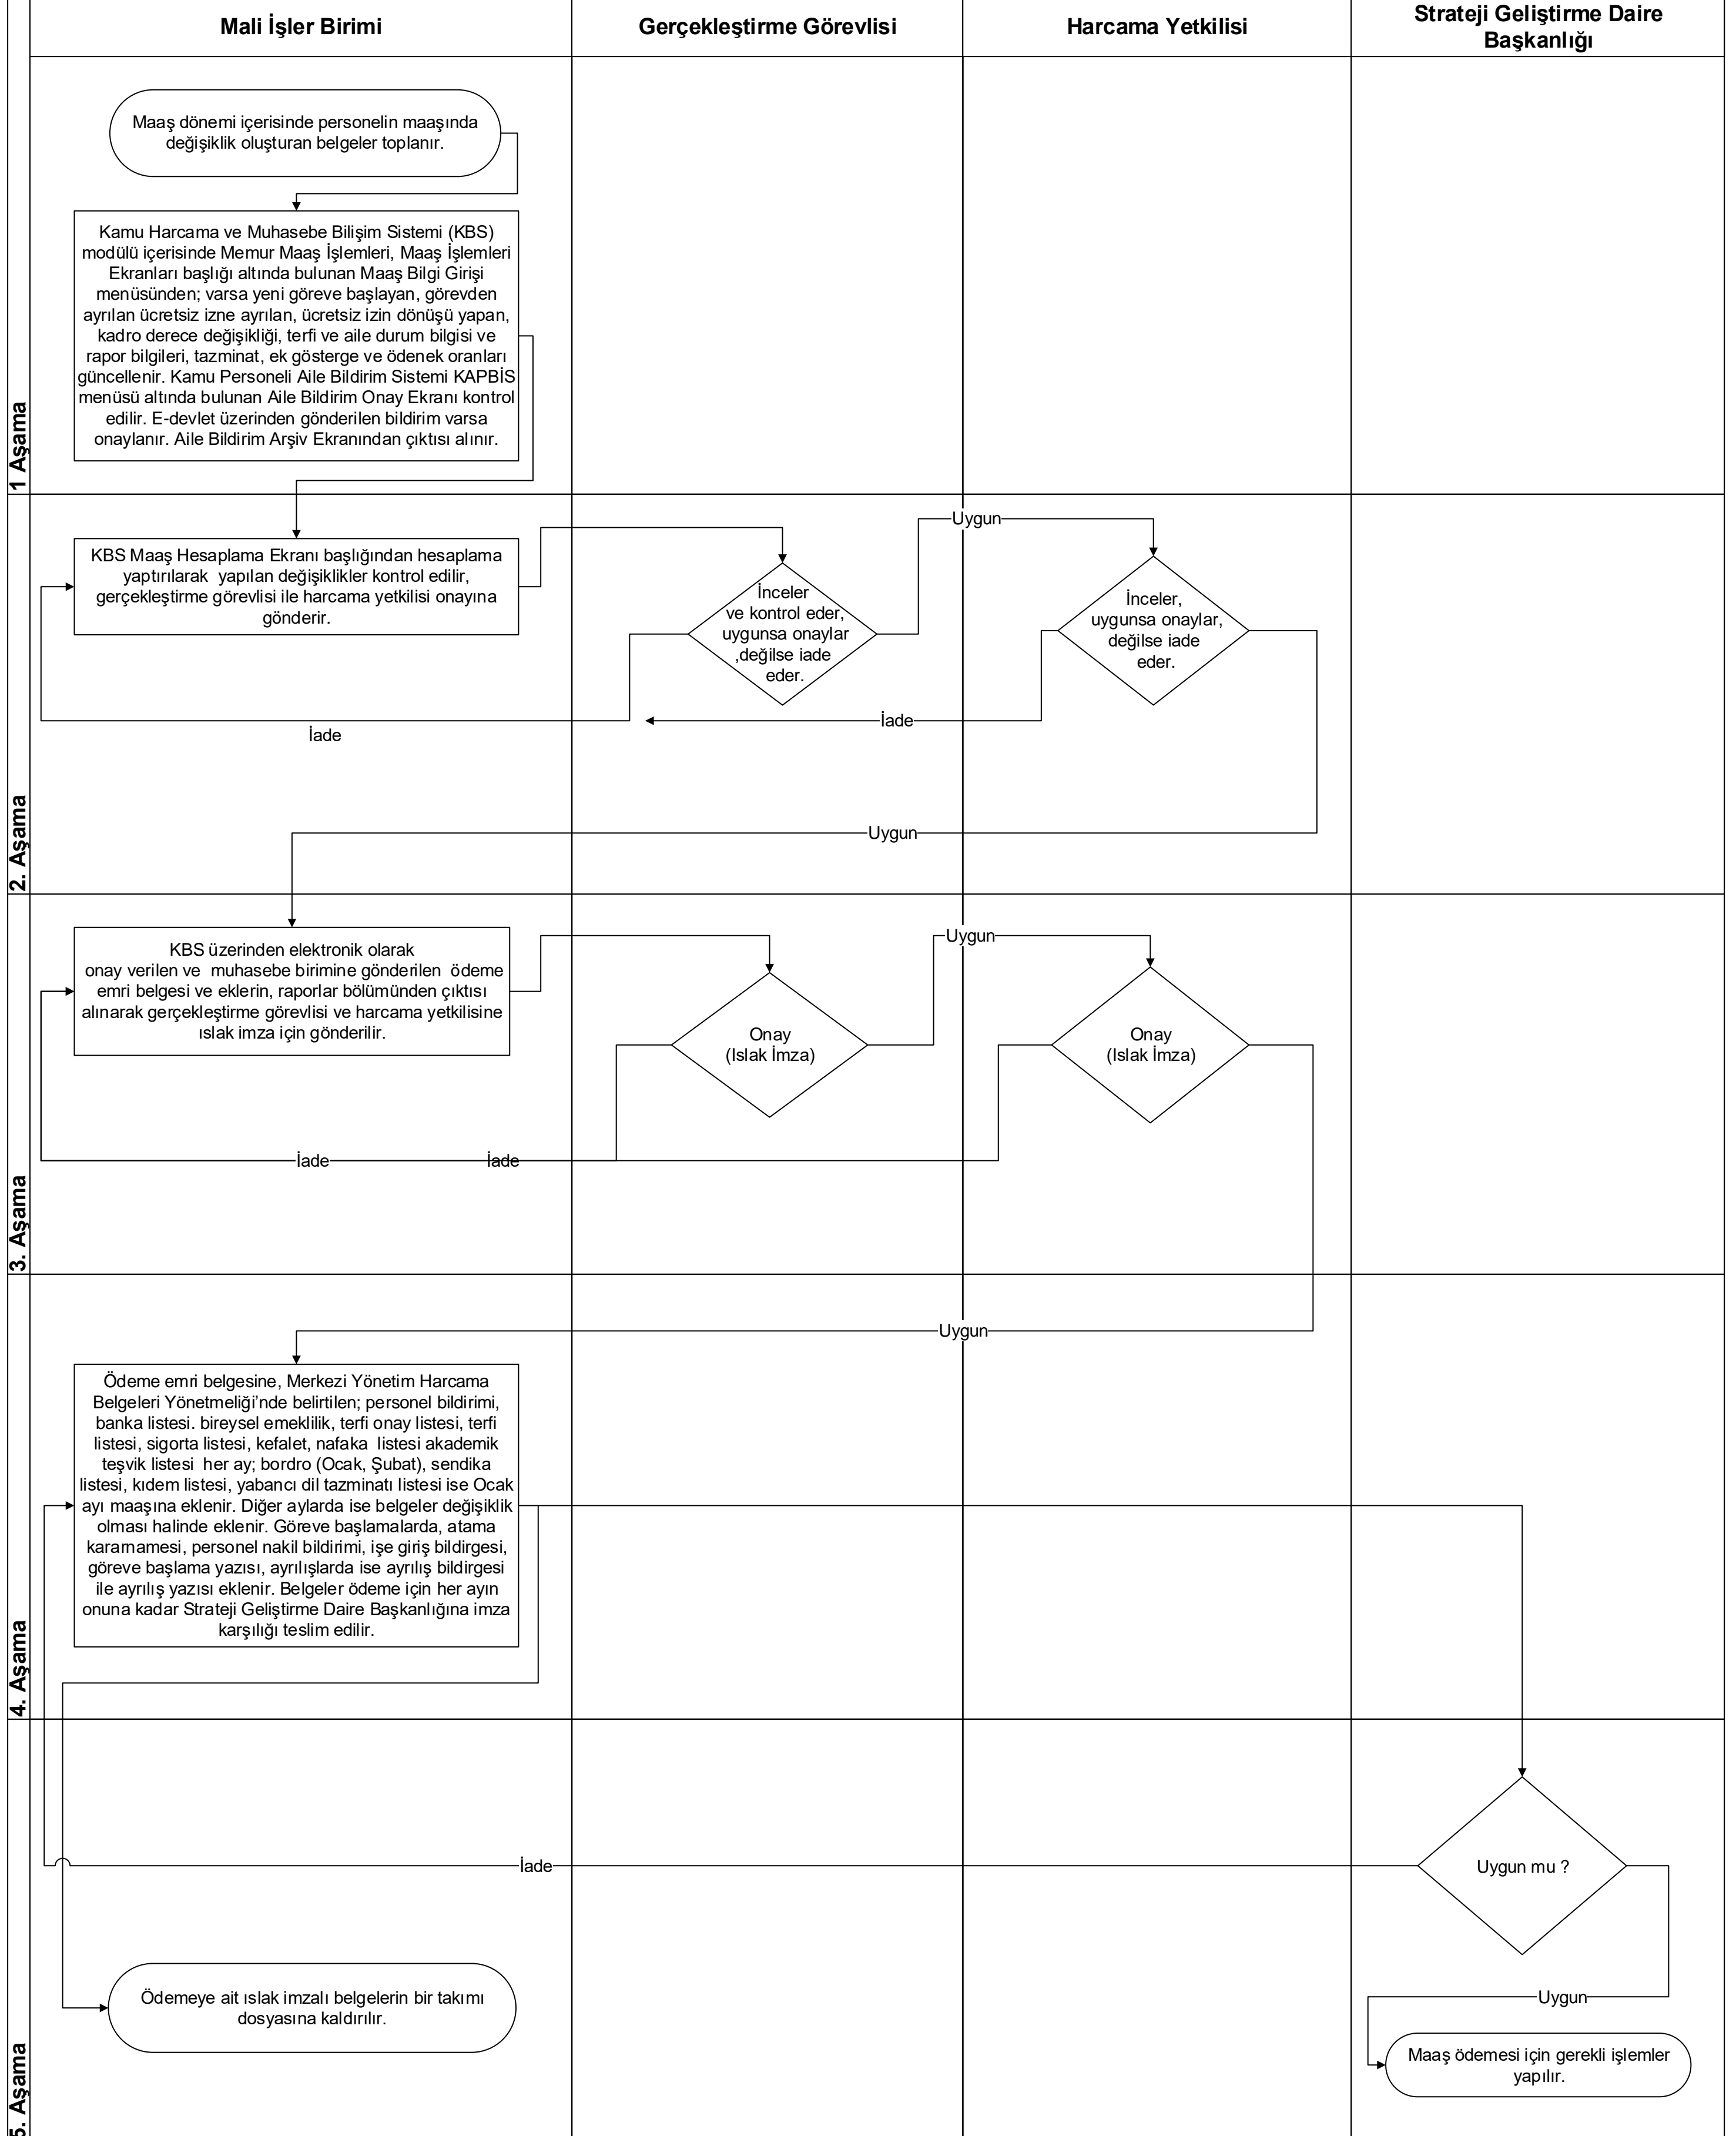 Mali İşler Birimi
Gerçekleştirme Görevlisi
Harcama Yetkilisi
Strateji Geliştirme Daire
Başkanlığı
1 Aşama
Maaş dönemi içerisinde personelin maaşında
değişiklik oluşturan belgeler toplanır.
Kamu Harcama ve Muhasebe Bilişim Sistemi (KBS)
modülü içerisinde Memur Maaş İşlemleri, Maaş İşlemleri
Ekranları başlığı altında bulunan Maaş Bilgi Girişi
menüsünden; varsa yeni göreve başlayan, görevden
ayrılan ücretsiz izne ayrılan, ücretsiz izin dönüşü yapan,
kadro derece değişikliği, terfi ve aile durum bilgisi ve
rapor bilgileri, tazminat, ek gösterge ve ödenek oranları
güncellenir. Kamu Personeli Aile Bildirim Sistemi KAPBİS
menüsü altında bulunan Aile Bildirim Onay Ekranı kontrol
edilir. E-devlet üzerinden gönderilen bildirim varsa
onaylanır. Aile Bildirim Arşiv Ekranından çıktısı alınır.
2. Aşama
KBS Maaş Hesaplama Ekranı başlığından hesaplama
yaptırılarak yapılan değişiklikler kontrol edilir,
gerçekleştirme görevlisi ile harcama yetkilisi onayına
gönderir.
İnceler
ve kontrol eder,
uygunsa onaylar
,değilse iade
eder.
Uygun
İnceler,
uygunsa onaylar,
değilse iade
eder.
İade
İade
Uygun
3. Aşama
KBS üzerinden elektronik olarak
onay verilen ve muhasebe birimine gönderilen ödeme
emri belgesi ve eklerin, raporlar bölümünden çıktısı
alınarak gerçekleştirme görevlisi ve harcama yetkilisine
ıslak imza için gönderilir.
Onay
(Islak İmza)
Uygun
Onay
(Islak İmza)
İade
İade
Uygun
4. Aşama
Ödeme emri belgesine, Merkezi Yönetim Harcama
Belgeleri Yönetmeliği’nde belirtilen; personel bildirimi,
banka listesi. bireysel emeklilik, terfi onay listesi, terfi
listesi, sigorta listesi, kefalet, nafaka listesi akademik
teşvik listesi her ay; bordro (Ocak, Şubat), sendika
listesi, kıdem listesi, yabancı dil tazminatı listesi ise Ocak
ayı maaşına eklenir. Diğer aylarda ise belgeler değişiklik
olması halinde eklenir. Göreve başlamalarda, atama
kararnamesi, personel nakil bildirimi, işe giriş bildirgesi,
göreve başlama yazısı, ayrılışlarda ise ayrılış bildirgesi
ile ayrılış yazısı eklenir. Belgeler ödeme için her ayın
onuna kadar Strateji Geliştirme Daire Başkanlığına imza
karşılığı teslim edilir.
5. Aşama
Uygun mu ?
İade
Uygun
Ödemeye ait ıslak imzalı belgelerin bir takımı
dosyasına kaldırılır.
Maaş ödemesi için gerekli işlemler
yapılır.